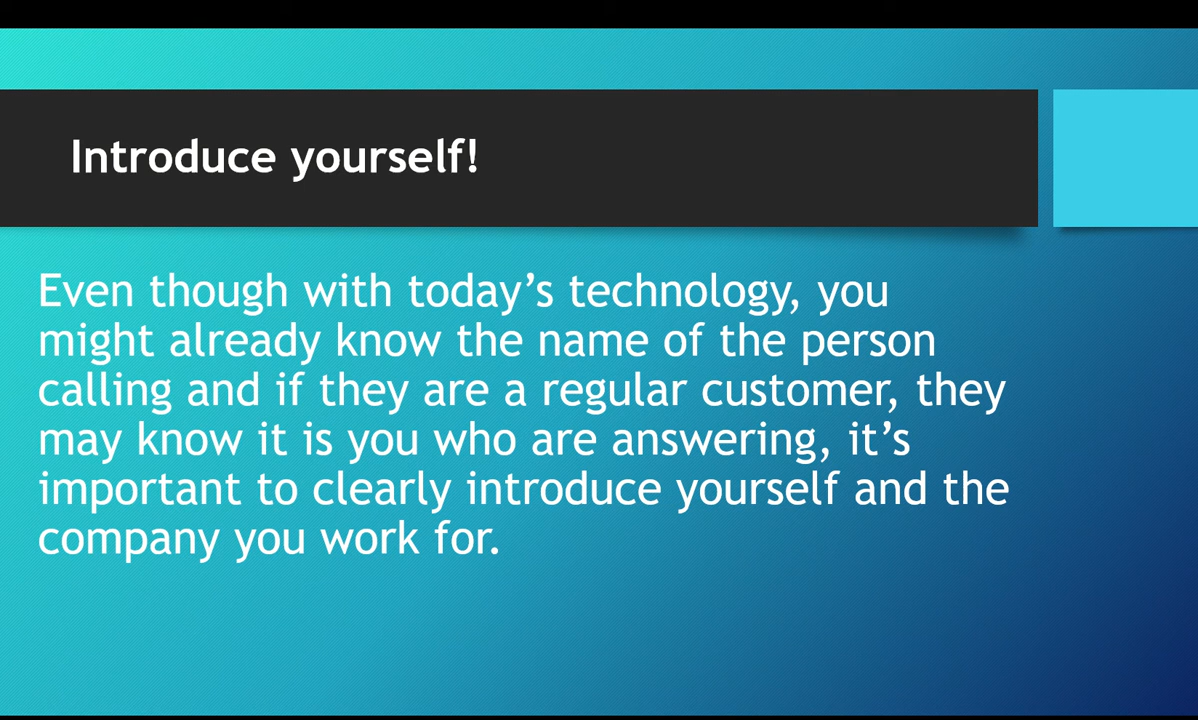 Introduce yourself!
Even though with today’s technology, you
might already know the name of the person
calling and if they are a regular customer, they
may know it is you who are answering, it’s
important to clearly introduce yourself and the
company you work for.